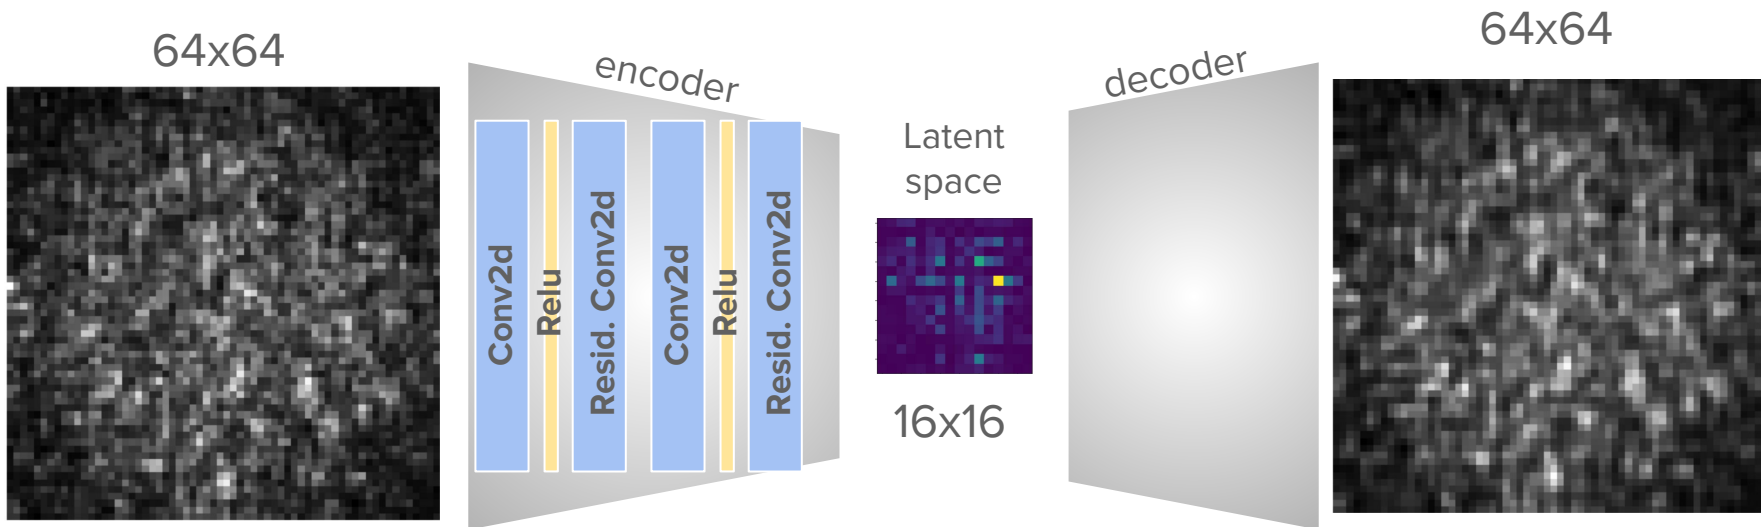 64x64
encoder
Conv2d
Relu
Resid. Conv2d
Conv2d
Relu
Resid. Conv2d
Latent
space
16x16
decoder
64x64